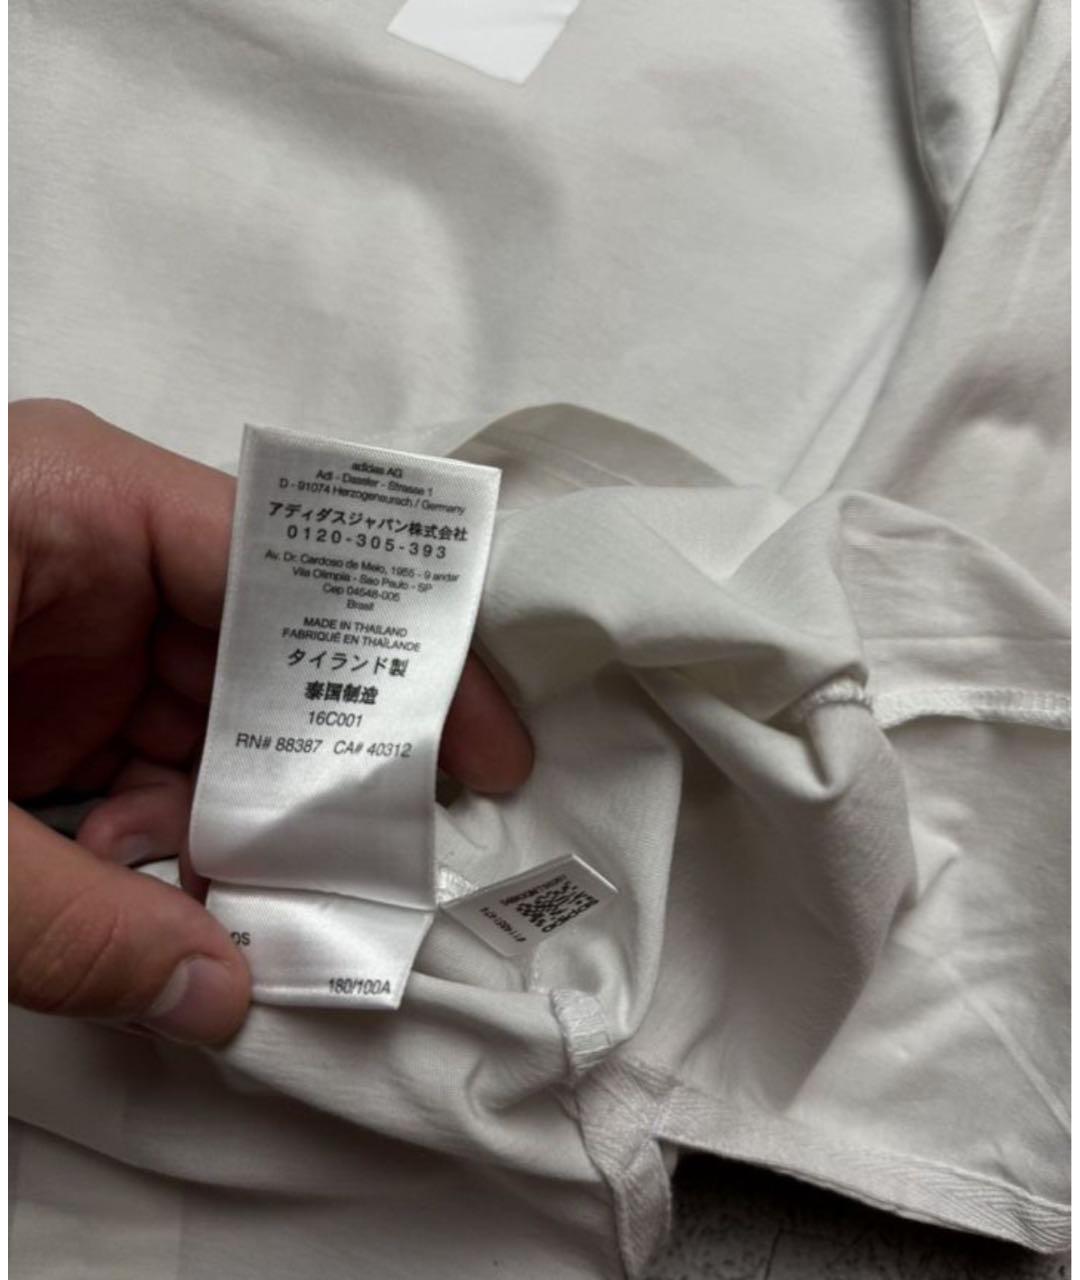 adidas AG
Adi - Dassler - Strasse 1
D - 91074 Herzogenaurach / Germany
アディダスジャパン株式会社
0120-305-393
Av. Dr. Cardoso de Melo, 1955 - 9 andar
Vila Olimpia - Sao Paulo - SP
Cep 04548-005
Brasil
MADE IN THAILAND
FABRIQUÉ EN THAÏLANDE
タイランド製
泰国制造
16C001
RN# 88387 CA# 40312
ps
180/100A